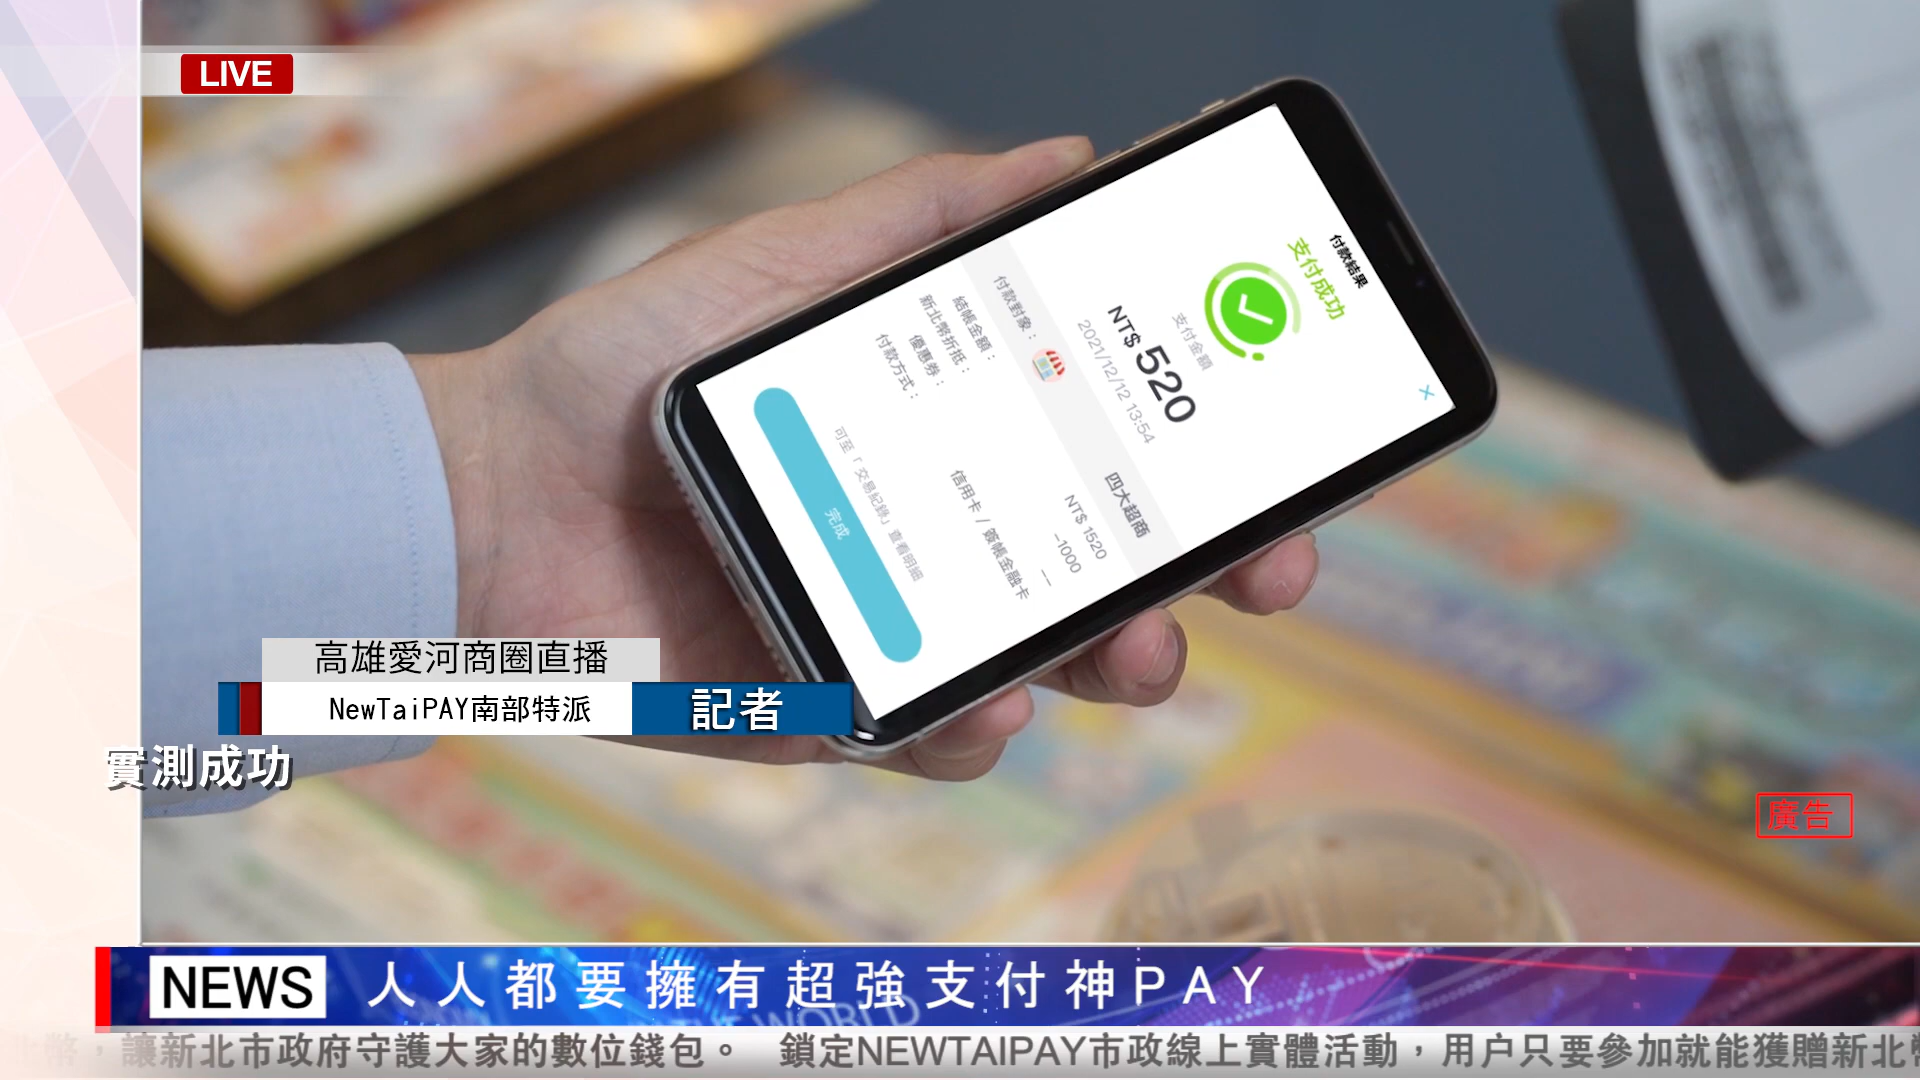 LIVE
付款結果
支付成功
支付金額
NT$ 520
2021/12/12 13:54
付款對象： 四大超商
結帳金額： NT$ 1520
新北幣折抵： -1000
優惠券： --
付款方式： 信用卡 / 簽帳金融卡
可至「交易紀錄」查看明細
完成
高雄愛河商圈直播
NewTaiPAY南部特派
記者
實測成功
廣告
NEWS 人人都要擁有超強支付神PAY
幣，讓新北市政府守護大家的數位錢包。 鎖定NEWTAIPAY市政線上實體活動，用户只要參加就能獲贈新北幣